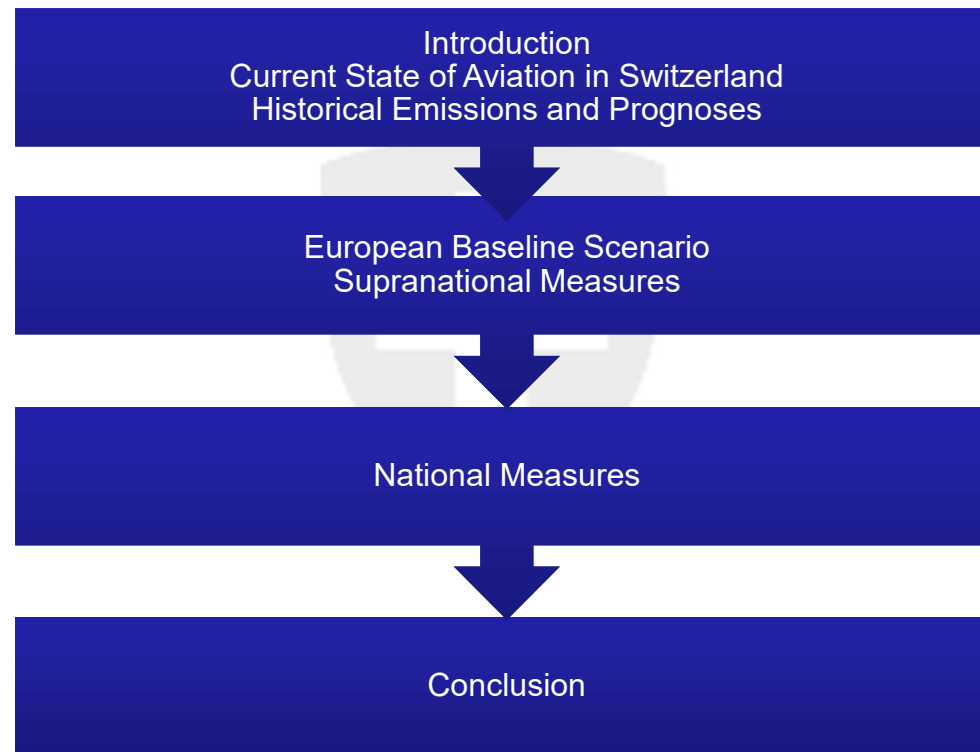 Introduction
Current State of Aviation in Switzerland
Historical Emissions and Prognoses
European Baseline Scenario
Supranational Measures
National Measures
Conclusion